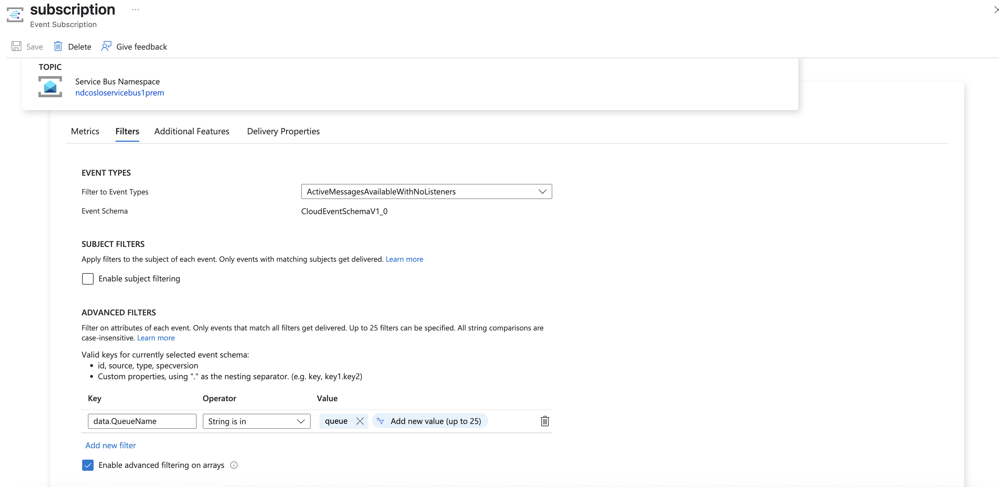 subscription ...
Event Subscription
Save Delete Give feedback
TOPIC
Service Bus Namespace
ndcosloservicebus1prem
Metrics Filters Additional Features Delivery Properties
EVENT TYPES
Filter to Event Types ActiveMessagesAvailableWithNoListeners
Event Schema CloudEventSchemaV1_0
SUBJECT FILTERS
Apply filters to the subject of each event. Only events with matching subjects get delivered. Learn more
Enable subject filtering
ADVANCED FILTERS
Filter on attributes of each event. Only events that match all filters get delivered. Up to 25 filters can be specified. All string comparisons are
case-insensitive. Learn more
Valid keys for currently selected event schema:
• id, source, type, specversion
• Custom properties, using "." as the nesting separator. (e.g. key, key1.key2)
Key Operator Value
data.QueueName String is in queue Add new value (up to 25)
Add new filter
Enable advanced filtering on arrays